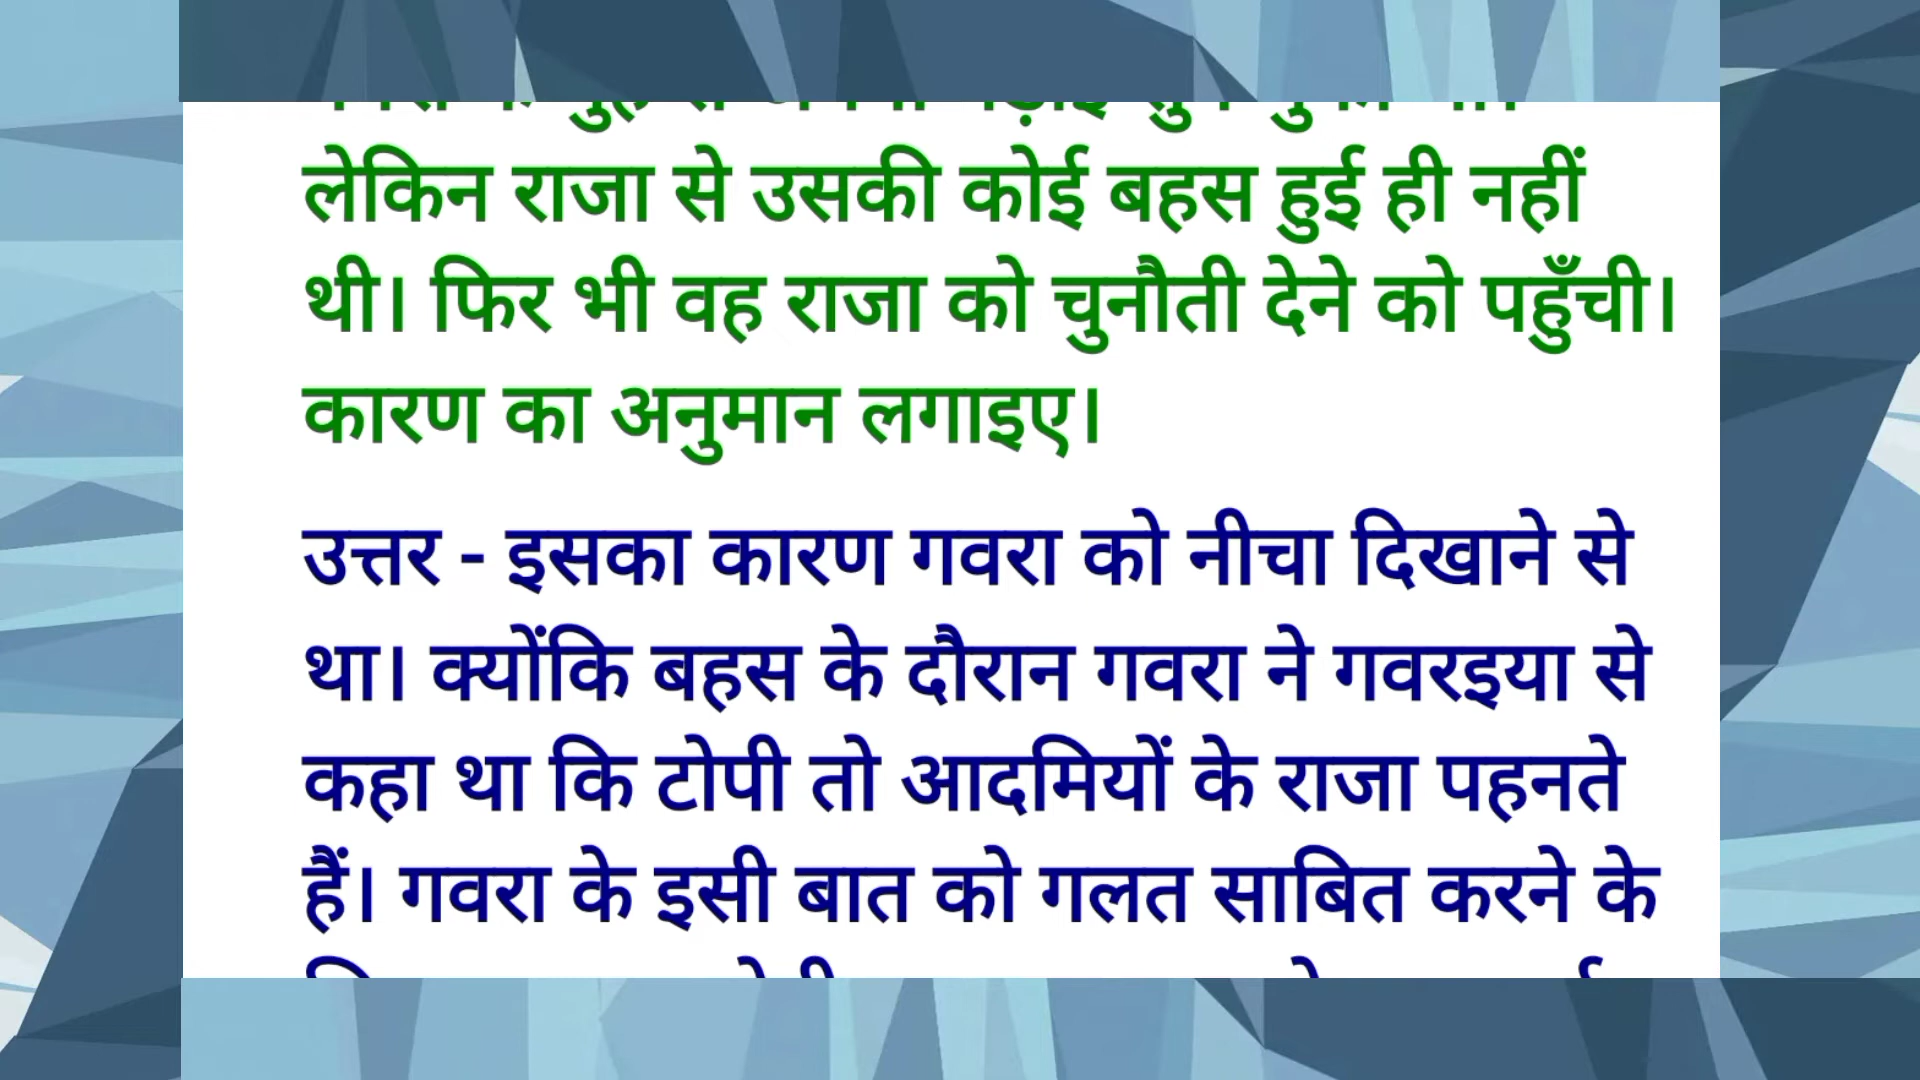 लेकिन राजा से उसकी कोई बहस हुई ही नहीं
थी। फिर भी वह राजा को चुनौती देने को पहुँची।
कारण का अनुमान लगाइए।
उत्तर - इसका कारण गवरा को नीचा दिखाने से
था। क्योंकि बहस के दौरान गवरा ने गवरइया से
कहा था कि टोपी तो आदमियों के राजा पहनते
हैं। गवरा के इसी बात को गलत साबित करने के